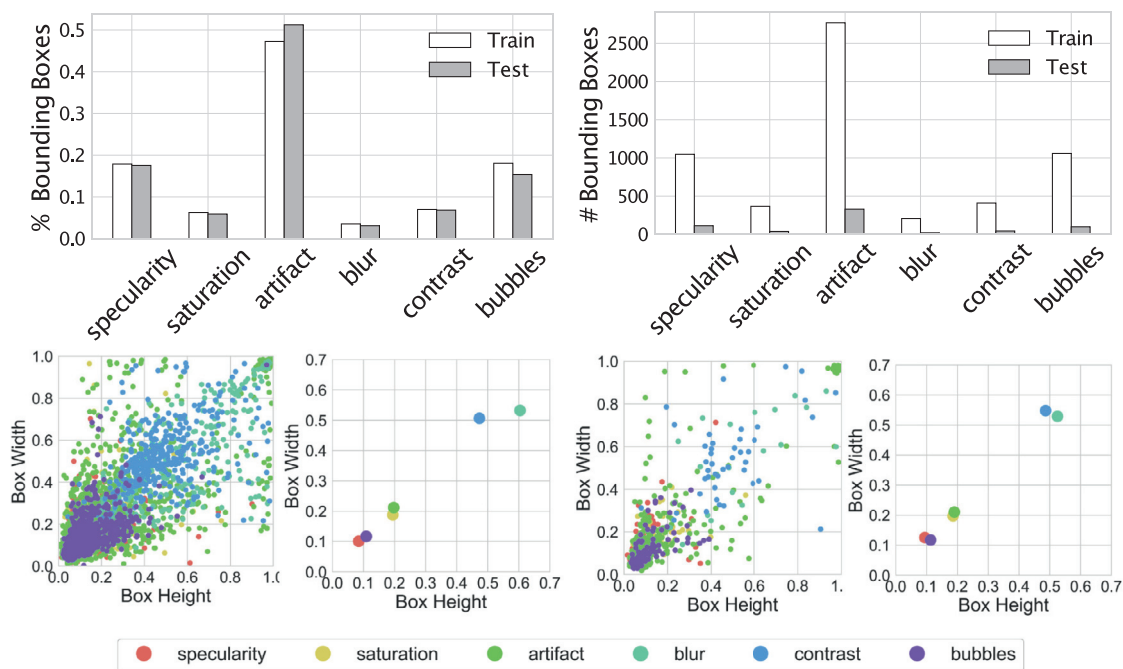 % Bounding Boxes
0.5
0.4
0.3
0.2
0.1
0.0
Train
Test
specularity
saturation
artifact
blur
contrast
bubbles
# Bounding Boxes
2500
2000
1500
1000
500
0
Train
Test
specularity
saturation
artifact
blur
contrast
bubbles
Box Width
1.0
0.8
0.6
0.4
0.2
0.0
0.0 0.2 0.4 0.6 0.8 1.0
Box Height
Box Width
0.7
0.6
0.5
0.4
0.3
0.2
0.1
0.0
0.0 0.1 0.2 0.3 0.4 0.5 0.6 0.7
Box Height
Box Width
1.0
0.8
0.6
0.4
0.2
0.0
0.0 0.2 0.4 0.6 0.8 1.
Box Height
Box Width
0.7
0.6
0.5
0.4
0.3
0.2
0.1
0.0
0.0 0.1 0.2 0.3 0.4 0.5 0.6 0.7
Box Height
specularity saturation artifact blur contrast bubbles